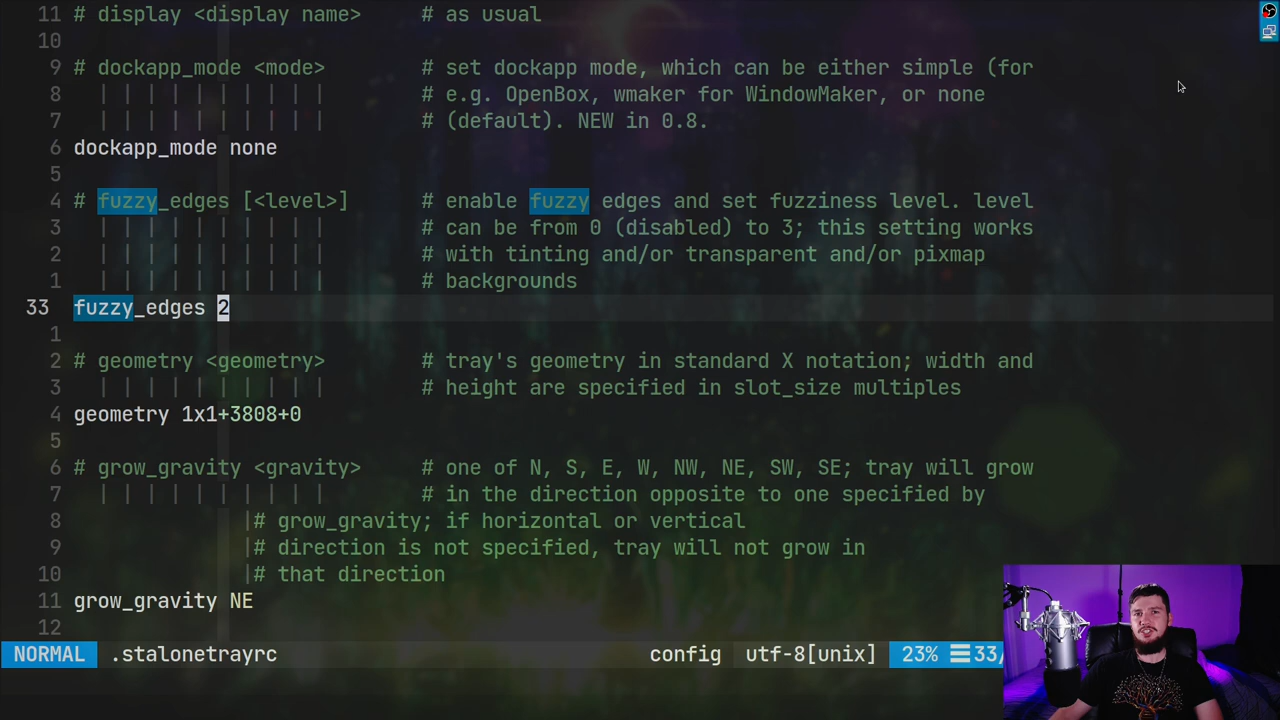 11 # display <display name> # as usual
10
9 # dockapp_mode <mode> # set dockapp mode, which can be either simple (for
8 # e.g. OpenBox, wmaker for WindowMaker, or none
7 # (default). NEW in 0.8.
6 dockapp_mode none
5
4 # fuzzy_edges [<level>] # enable fuzzy edges and set fuzziness level. level
3 # can be from 0 (disabled) to 3; this setting works
2 # with tinting and/or transparent and/or pixmap
1 # backgrounds
33 fuzzy_edges 2
1
2 # geometry <geometry> # tray's geometry in standard X notation; width and
3 # height are specified in slot_size multiples
4 geometry 1x1+3808+0
5
6 # grow_gravity <gravity> # one of N, S, E, W, NW, NE, SW, SE; tray will grow
7 # in the direction opposite to one specified by
8 # grow_gravity; if horizontal or vertical
9 # direction is not specified, tray will not grow in
10 # that direction
11 grow_gravity NE
12
NORMAL .stalonetrayrc config utf-8[unix] 23% ☰33/